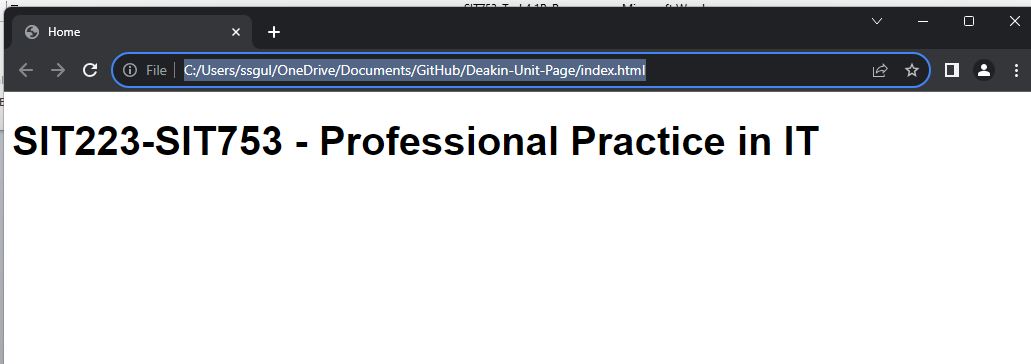 Home
File
C:/Users/ssgul/OneDrive/Documents/GitHub/Deakin-Unit-Page/index.html
SIT223-SIT753 - Professional Practice in IT